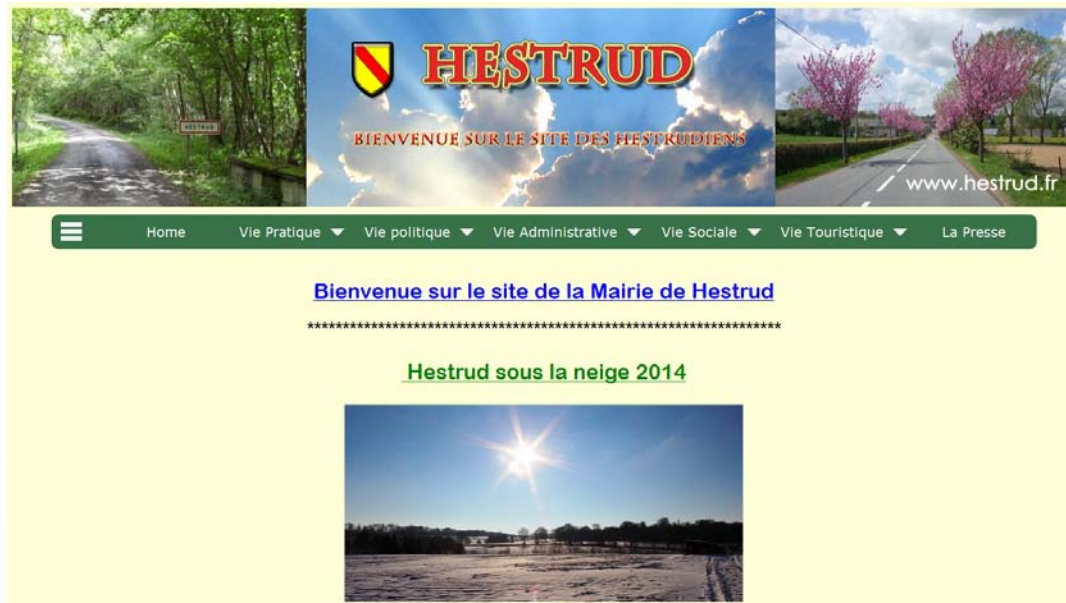 HESTRUD
HESTRUD
BIENVENUE SUR LE SITE DES HESTRUDIENS
www.hestrud.fr
Home Vie Pratique Vie politique Vie Administrative Vie Sociale Vie Touristique La Presse
Bienvenue sur le site de la Mairie de Hestrud
*******************************************************************
Hestrud sous la neige 2014